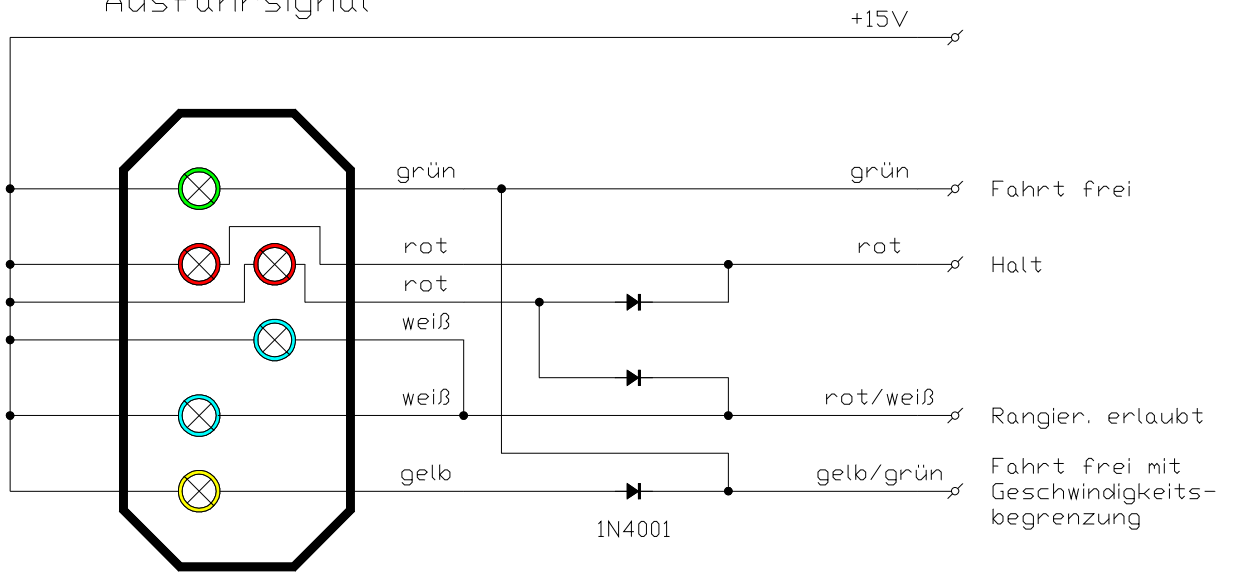 Ausfahrsignal
+15V
grün
grün
Fahrt frei
rot
rot
Halt
rot
weiß
weiß
rot/weiß
Rangier. erlaubt
gelb
gelb/grün
Fahrt frei mit
Geschwindigkeits-
begrenzung
1N4001